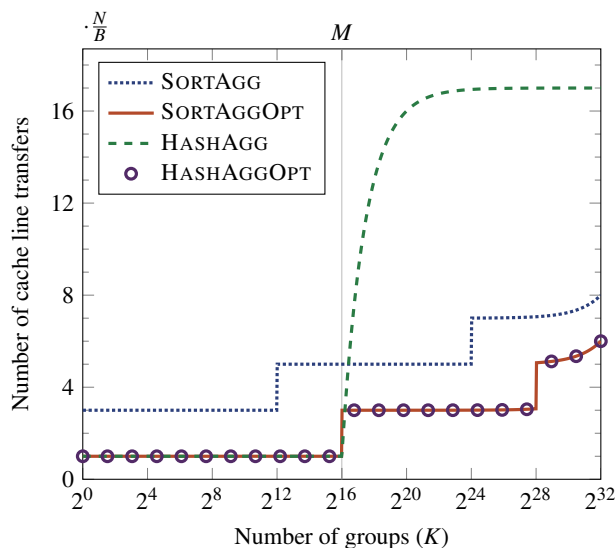 · N/B
M
SORTAGG
SORTAGGOPT
HASHAGG
HASHAGGOPT
Number of cache line transfers
16
12
8
4
0
2^0 2^4 2^8 2^12 2^16 2^20 2^24 2^28 2^32
Number of groups (K)